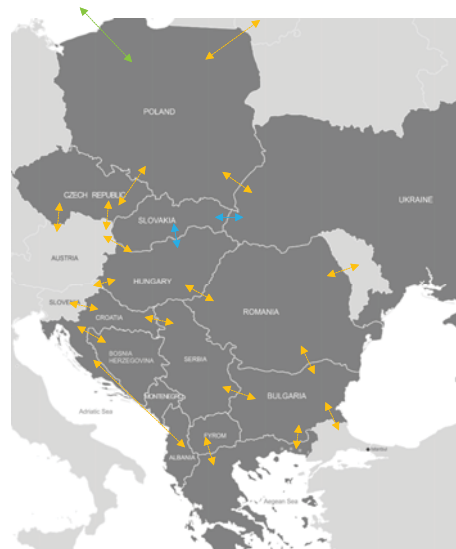 POLAND
CZECH REPUBLIC
UKRAINE
SLOVAKIA
AUSTRIA
HUNGARY
SLOVENIA
ROMANIA
CROATIA
BOSNIA
HERZEGOVINA
SERBIA
MONTENEGRO
BULGARIA
Adriatic Sea
FYROM
ALBANIA
Istanbul
Aegean Sea